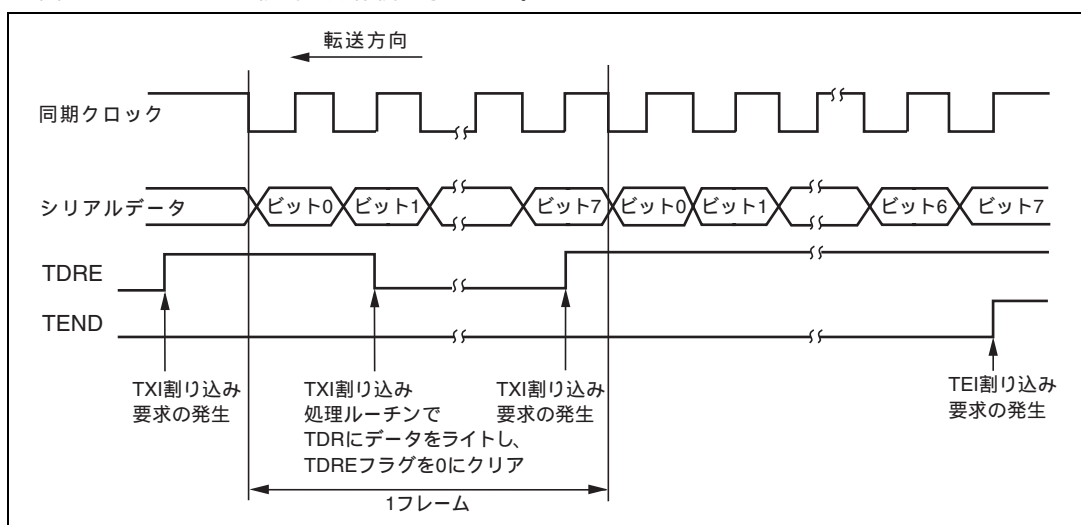 転送方向
同期クロック
シリアルデータ
ビット0
ビット1
ビット7
ビット0
ビット1
ビット6
ビット7
TDRE
TEND
TXI割り込み
要求の発生
TXI割り込み
処理ルーチンで
TDRにデータをライトし、
TDREフラグを0にクリア
TXI割り込み
要求の発生
TEI割り込み
要求の発生
1フレーム